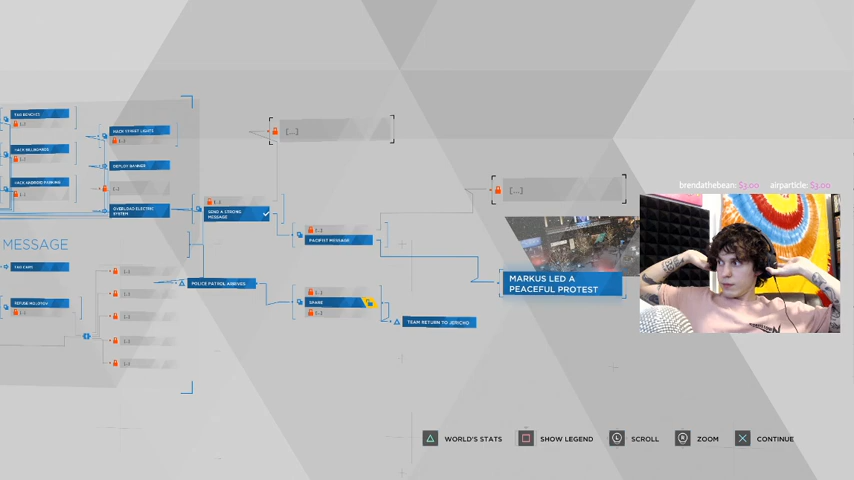 brendathebean: $3.00 airparticle: $3.00
TAG BENCHES
[...]
HACK STREET LIGHTS
[...]
[...]
HACK BILLBOARDS
[...]
DEPLOY BANNER
HACK ANDROID PARKING
[...]
[...]
[...]
[...]
OVERLOAD ELECTRIC
SYSTEM
SEND A STRONG
MESSAGE
[...]
PACIFIST MESSAGE
MESSAGE
TAG CARS
[...]
POLICE PATROL ARRIVES
MARKUS LED A
PEACEFUL PROTEST
[...]
[...]
REFUSE MOLOTOV
[...]
SPARE
[...]
[...]
TEAM RETURN TO JERICHO
[...]
[...]
WORLD'S STATS
SHOW LEGEND
L
SCROLL
R
ZOOM
CONTINUE